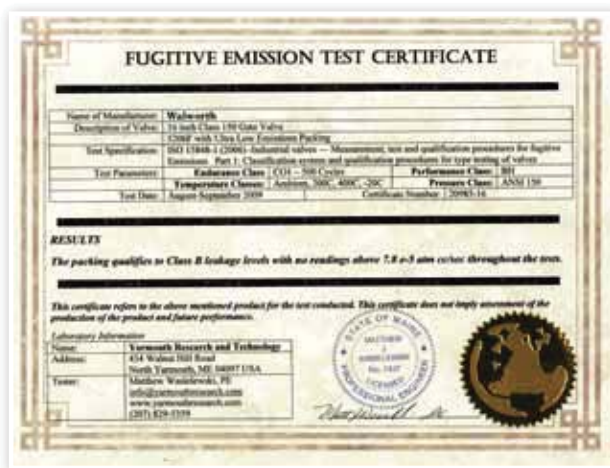 FUGITIVE EMISSION TEST CERTIFICATE
Name of Manufacturer: Walworth
Description of Valve: 16 inch Class 150 Gate Valve
with Ultra Low Emissions Packing
Test Specification: ISO 15848-1 (2006) -Industrial valves — Measurement, test and qualification procedures for fugitive
Emissions Part 1: Classification system and qualification procedures for type testing of valves
Test Parameters: Endurance Class CO1 – 500 Cycles Performance Class: BH
Temperature Classes: Ambient, 200C, 400C, -20C Pressure Class: ANSI 150
Test Date: August-September 2009 Certificate Number: 20985-16
RESULTS
The packing qualifies to Class B leakage levels with no readings above 7.8 e-5 atm cc/sec throughout the tests.
This certificate refers to the above mentioned product for the test conducted. This certificate does not imply assessment of the
production of the product and future performance.
Laboratory Information
Name: Yarmouth Research and Technology
Address: 434 Walnut Hill Road
North Yarmouth, ME 04097 USA
Tester: Matthew Wasielewski, PE
info@yarmouthresearch.com
www.yarmouthresearch.com
(207) 829-5359
STATE OF MAINE
MATTHEW
J
LICENSED
PROFESSIONAL ENGINEER